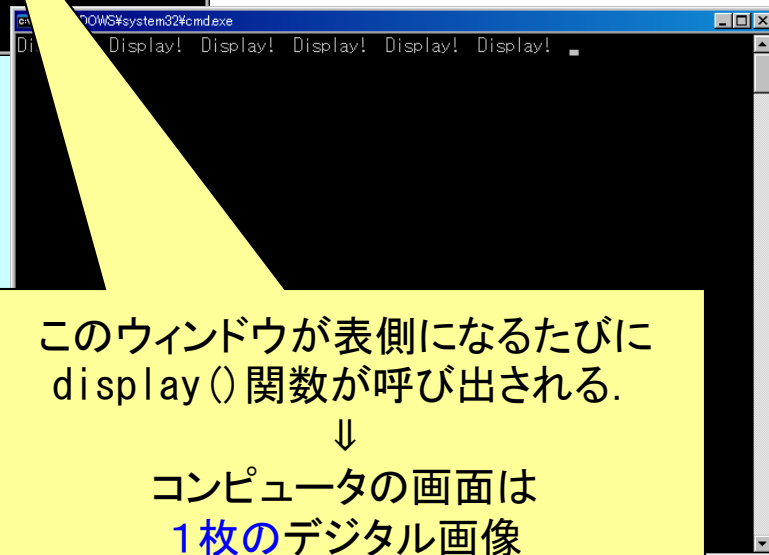 OWS¥system32¥cmd.exe
Display! Display! Display! Display! Display!
このウィンドウが表側になるたびに
display()関数が呼び出される.
⇓
コンピュータの画面は
1枚のデジタル画像